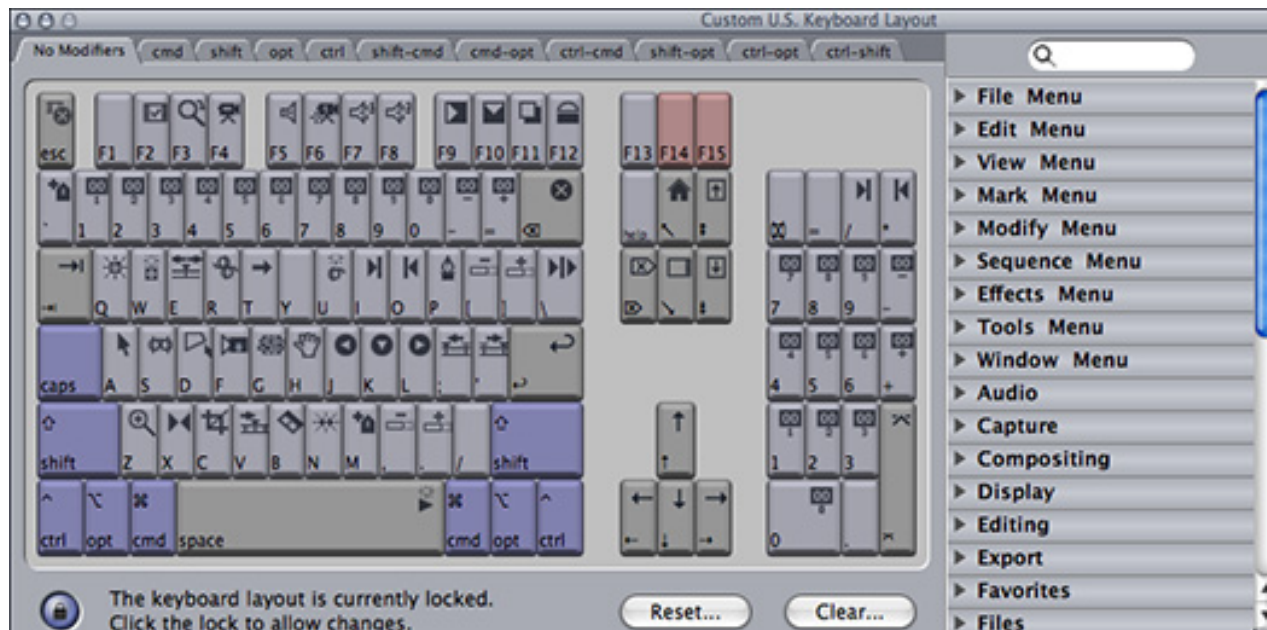 Custom U.S. Keyboard Layout
No Modifiers cmd shift opt ctrl shift-cmd cmd-opt ctrl-cmd shift-opt ctrl-opt ctrl-shift
esc F1 F2 F3 F4 F5 F6 F7 F8 F9 F10 F11 F12 F13 F14 F15
` 1 2 3 4 5 6 7 8 9 0 - = help = / *
Q W E R T Y U I O P [ ] \ 7 8 9 -
caps A S D F G H J K L ; ' 4 5 6 +
shift Z X C V B N M , . / shift 1 2 3
ctrl opt cmd space cmd opt ctrl 0 .
File Menu
Edit Menu
View Menu
Mark Menu
Modify Menu
Sequence Menu
Effects Menu
Tools Menu
Window Menu
Audio
Capture
Compositing
Display
Editing
Export
Favorites
Files
The keyboard layout is currently locked.
Click the lock to allow changes.
Reset...
Clear...